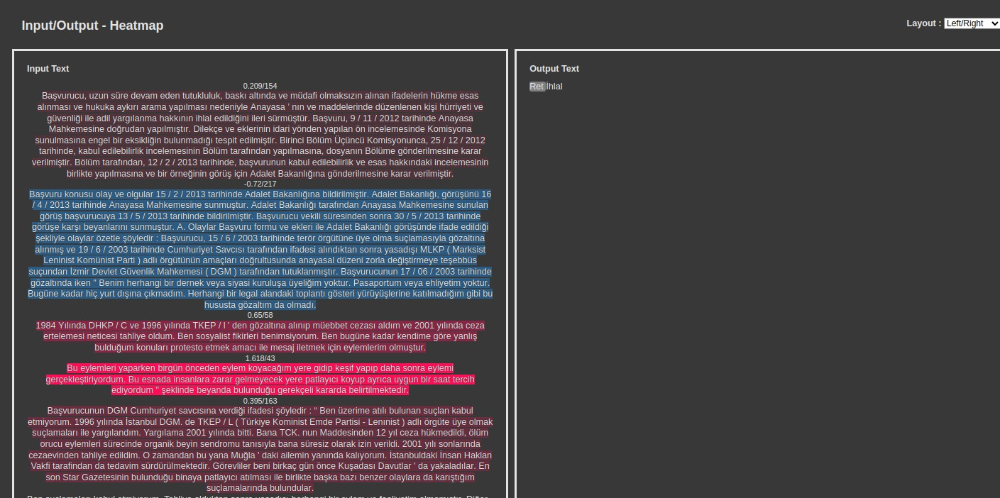 Input/Output - Heatmap
Layout : Left/Right
Input Text
0.209/154
Başvurucu, uzun süre devam eden tutukluluk, baskı altında ve müdafi olmaksızın alınan ifadelerin hükme esas
alınması ve hukuka aykırı arama yapılması nedeniyle Anayasa ’ nın ve maddelerinde düzenlenen kişi hürriyeti ve
güvenliği ile adil yargılanma hakkının ihlal edildiğini ileri sürmüştür. Başvuru, 9 / 11 / 2012 tarihinde Anayasa
Mahkemesine doğrudan yapılmıştır. Dilekçe ve eklerinin idari yönden yapılan ön incelemesinde Komisyona
sunulmasına engel bir eksikliğin bulunmadığı tespit edilmiştir. Birinci Bölüm Üçüncü Komisyonunca, 25 / 12 / 2012
tarihinde, kabul edilebilirlik incelemesinin Bölüm tarafından yapılmasına, dosyanın Bölüme gönderilmesine karar
verilmiştir. Bölüm tarafından, 12 / 2 / 2013 tarihinde, başvurunun kabul edilebilirlik ve esas hakkındaki incelemesinin
birlikte yapılmasına ve bir örneğinin görüş için Adalet Bakanlığına gönderilmesine karar verilmiştir.
-0.72/217
Başvuru konusu olay ve olgular 15 / 2 / 2013 tarihinde Adalet Bakanlığına bildirilmiştir. Adalet Bakanlığı, görüşünü 16
/ 4 / 2013 tarihinde Anayasa Mahkemesine sunmuştur. Adalet Bakanlığı tarafından Anayasa Mahkemesine sunulan
görüş başvurucuya 13 / 5 / 2013 tarihinde bildirilmiştir. Başvurucu vekili süresinden sonra 30 / 5 / 2013 tarihinde
görüşe karşı beyanlarını sunmuştur. A. Olaylar Başvuru formu ve ekleri ile Adalet Bakanlığı görüşünde ifade edildiği
şekliyle olaylar özetle şöyledir : Başvurucu, 15 / 6 / 2003 tarihinde terör örgütüne üye olma suçlamasıyla gözaltına
alınmış ve 19 / 6 / 2003 tarihinde Cumhuriyet Savcısı tarafından ifadesi alındıktan sonra yasadışı MLKP ( Marksist
Leninist Komünist Parti ) adlı örgütünün amaçları doğrultusunda anayasal düzeni zorla değiştirmeye teşebbüs
suçundan İzmir Devlet Güvenlik Mahkemesi ( DGM ) tarafından tutuklanmıştır. Başvurucunun 17 / 06 / 2003 tarihinde
gözaltında iken " Benim herhangi bir dernek veya siyasi kuruluşa üyeliğim yoktur. Pasaportum veya ehliyetim yoktur.
Bugüne kadar hiç yurt dışına çıkmadım. Herhangi bir legal alandaki toplantı gösteri yürüyüşlerine katılmadığım gibi bu
hususta gözaltım da olmadı.
0.65/58
1984 Yılında DHKP / C ve 1996 yılında TKEP / l ' den gözaltına alınıp müebbet cezası aldım ve 2001 yılında ceza
ertelemesi neticesi tahliye oldum. Ben sosyalist fikirleri benimsiyorum. Ben bugüne kadar kendime göre yanlış
bulduğum konuları protesto etmek amacı ile mesaj iletmek için eylemlerim olmuştur.
1.618/43
Bu eylemleri yaparken birgün önceden eylem koyacağım yere gidip keşif yapıp daha sonra eylemi
gerçekleştiriyordum. Bu esnada insanlara zarar gelmeyecek yere patlayıcı koyup ayrıca uygun bir saat tercih
ediyordum " şeklinde beyanda bulunduğu gerekçeli kararda belirtilmektedir.
0.395/163
Başvurucunun DGM Cumhuriyet savcısına verdiği ifadesi şöyledir : “ Ben üzerime atılı bulunan suçlan kabul
etmiyorum. 1996 yılında İstanbul DGM. de TKEP / L ( Türkiye Kominist Emde Partisi - Lenınist ) adlı örgüte üye olmak
suçlamaları ile yargılandım. Yargılama 2001 yılında bitti. Bana TCK. nun Maddesinden 12 yıl ceza hükmedildi, ölüm
orucu eylemleri sürecinde organik beyin sendromu tanısıyla bana süresiz olarak izin verildi. 2001 yılı sonlarında
cezaevinden tahliye edildim. O zamandan bu yana Muğla ' daki ailemin yanında kalıyorum. İstanbuldaki İnsan Haklan
Vakfi tarafından da tedavim sürdürülmektedir. Görevliler beni birkaç gün önce Kuşadası Davutlar ' da yakaladılar. En
son Star Gazetesinin bulunduğu binaya patlayıcı atılması ile birlikte başka bazı benzer olaylara da karıştığım
suçlamalarında bulundular.
Output Text
Ret İhlal